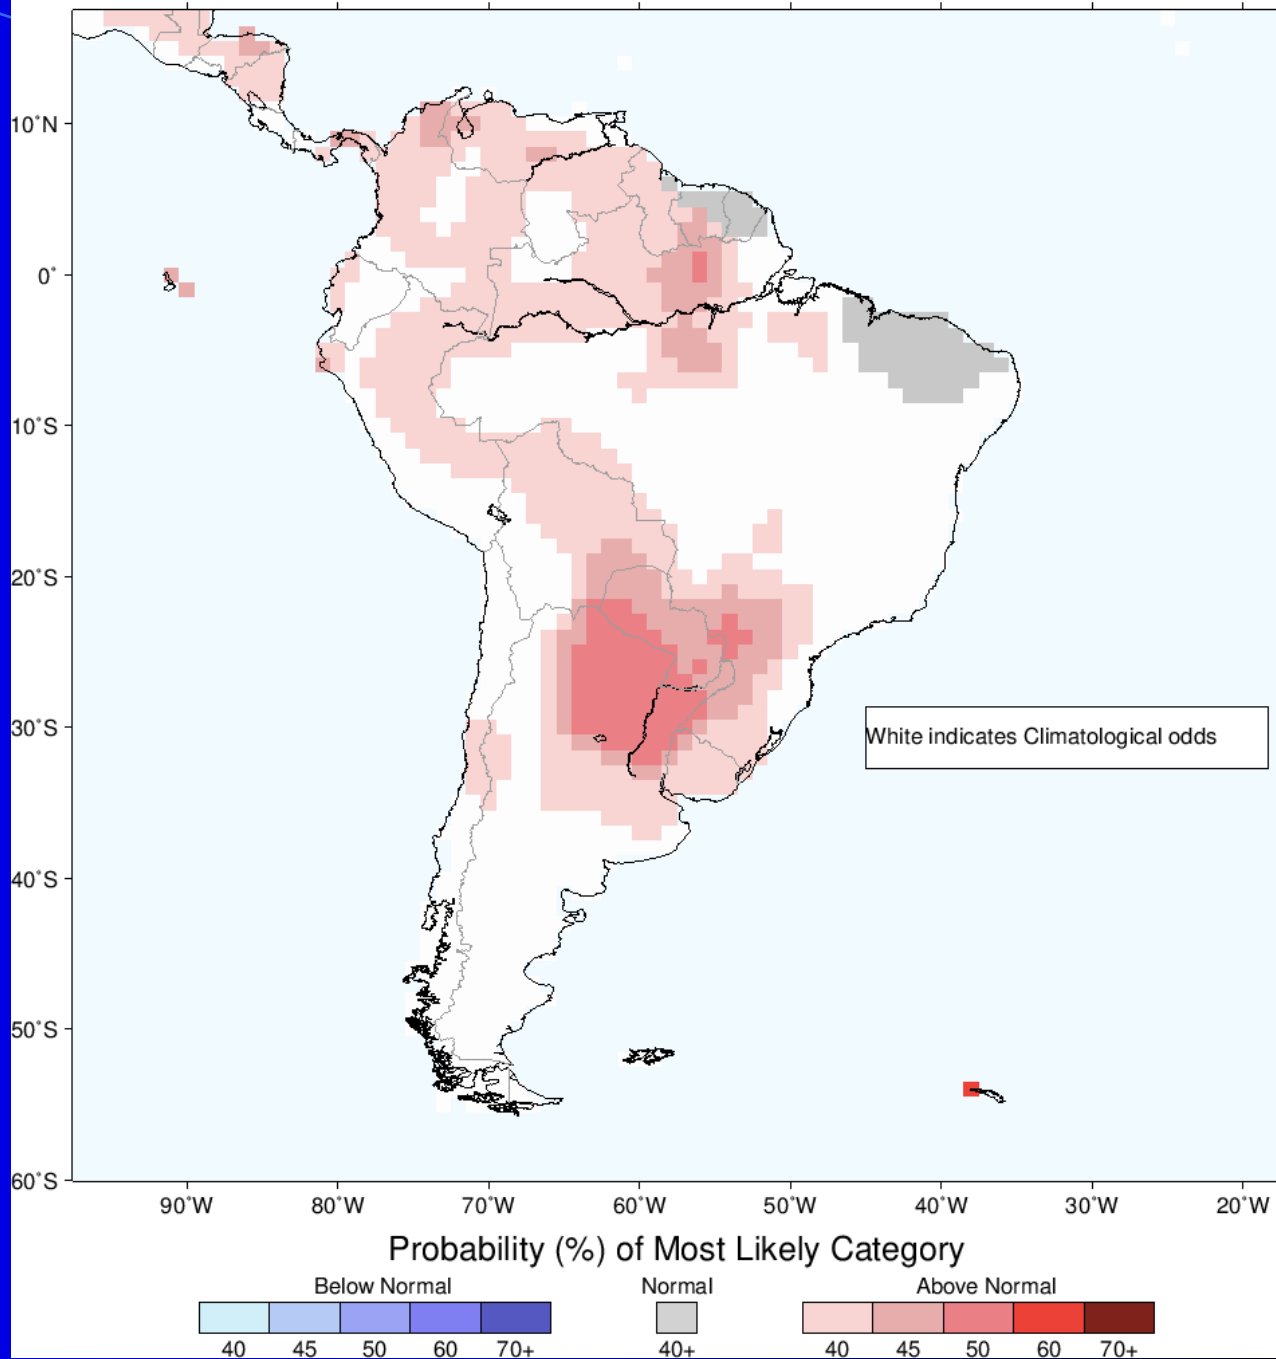 10˚N
0˚
10˚S
20˚S
30˚S
40˚S
50˚S
60˚S
White indicates Climatological odds
90˚W 80˚W 70˚W 60˚W 50˚W 40˚W 30˚W 20˚W
Probability (%) of Most Likely Category
Below Normal Normal Above Normal
40 45 50 60 70+ 40+ 40 45 50 60 70+